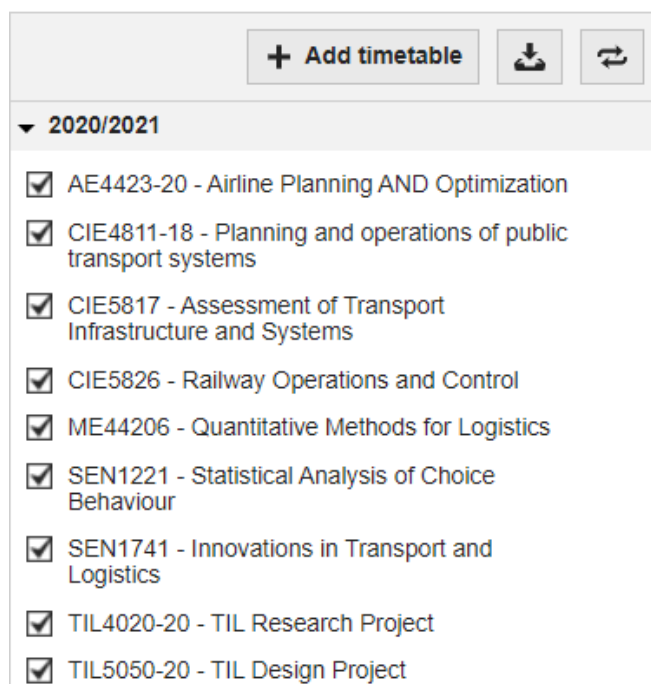 + Add timetable
2020/2021
AE4423-20 - Airline Planning AND Optimization
CIE4811-18 - Planning and operations of public
transport systems
CIE5817 - Assessment of Transport
Infrastructure and Systems
CIE5826 - Railway Operations and Control
ME44206 - Quantitative Methods for Logistics
SEN1221 - Statistical Analysis of Choice
Behaviour
SEN1741 - Innovations in Transport and
Logistics
TIL4020-20 - TIL Research Project
TIL5050-20 - TIL Design Project